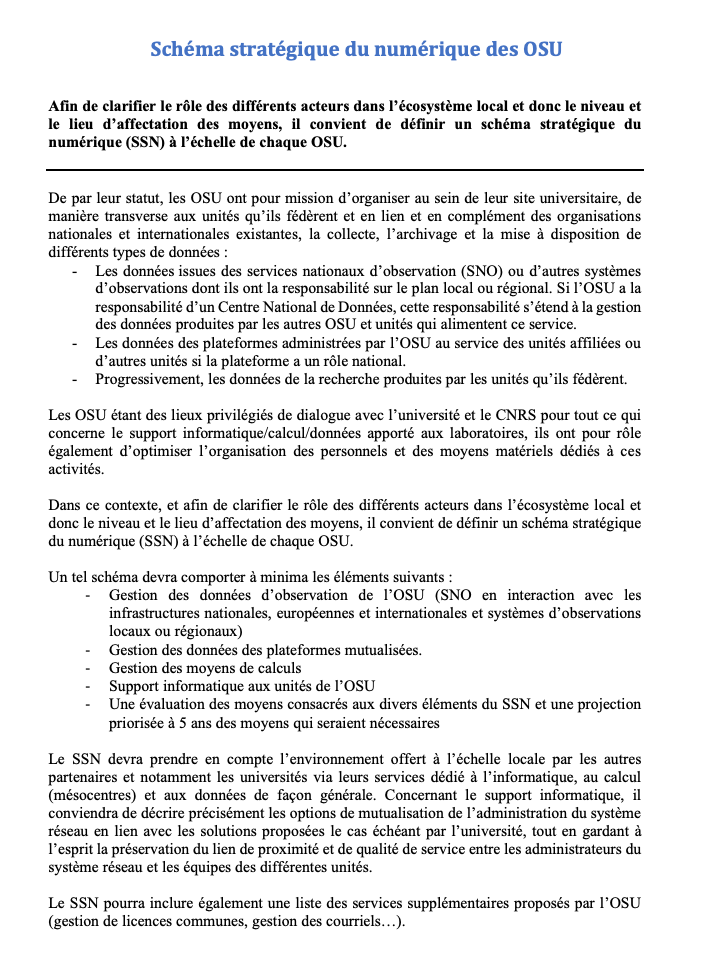 Schéma stratégique du numérique des OSU
Afin de clarifier le rôle des différents acteurs dans l’écosystème local et donc le niveau et
le lieu d’affectation des moyens, il convient de définir un schéma stratégique du
numérique (SSN) à l’échelle de chaque OSU.
De par leur statut, les OSU ont pour mission d’organiser au sein de leur site universitaire, de
manière transverse aux unités qu’ils fédèrent et en lien et en complément des organisations
nationales et internationales existantes, la collecte, l’archivage et la mise à disposition de
différents types de données :
- Les données issues des services nationaux d’observation (SNO) ou d’autres systèmes
d’observations dont ils ont la responsabilité sur le plan local ou régional. Si l’OSU a la
responsabilité d’un Centre National de Données, cette responsabilité s’étend à la gestion
des données produites par les autres OSU et unités qui alimentent ce service.
- Les données des plateformes administrées par l’OSU au service des unités affiliées ou
d’autres unités si la plateforme a un rôle national.
- Progressivement, les données de la recherche produites par les unités qu’ils fédèrent.
Les OSU étant des lieux privilégiés de dialogue avec l’université et le CNRS pour tout ce qui
concerne le support informatique/calcul/données apporté aux laboratoires, ils ont pour rôle
également d’optimiser l’organisation des personnels et des moyens matériels dédiés à ces
activités.
Dans ce contexte, et afin de clarifier le rôle des différents acteurs dans l’écosystème local et
donc le niveau et le lieu d’affectation des moyens, il convient de définir un schéma stratégique
du numérique (SSN) à l’échelle de chaque OSU.
Un tel schéma devra comporter à minima les éléments suivants :
- Gestion des données d’observation de l’OSU (SNO en interaction avec les
infrastructures nationales, européennes et internationales et systèmes d’observations
locaux ou régionaux)
- Gestion des données des plateformes mutualisées.
- Gestion des moyens de calculs
- Support informatique aux unités de l’OSU
- Une évaluation des moyens consacrés aux divers éléments du SSN et une projection
priorisée à 5 ans des moyens qui seraient nécessaires
Le SSN devra prendre en compte l’environnement offert à l’échelle locale par les autres
partenaires et notamment les universités via leurs services dédié à l’informatique, au calcul
(mésocentres) et aux données de façon générale. Concernant le support informatique, il
conviendra de décrire précisément les options de mutualisation de l’administration du système
réseau en lien avec les solutions proposées le cas échéant par l’université, tout en gardant à
l’esprit la préservation du lien de proximité et de qualité de service entre les administrateurs du
système réseau et les équipes des différentes unités.
Le SSN pourra inclure également une liste des services supplémentaires proposés par l’OSU
(gestion de licences communes, gestion des courriels…).